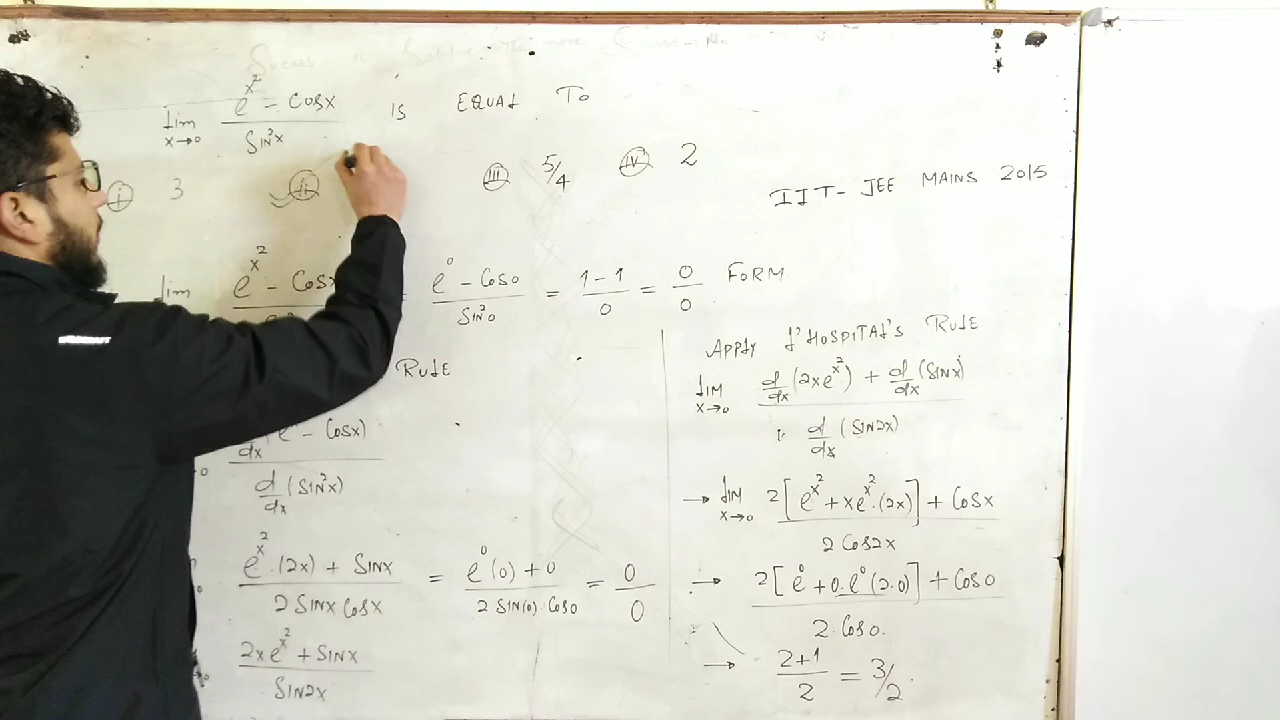 lim x→0 e^x² - Cosx / Sin²x IS EQUAL TO
(i) 3 (ii) (iii) 5/4 (iv) 2
IIT-JEE MAINS 2015
lim e^x² - Cosx = e⁰ - Cos0 / Sin²0 = 1-1 / 0 = 0/0 FORM
RULE
d/dx (e - Cosx) / d/dx (Sin²x)
e^x² · (2x) + Sinx / 2 Sinx Cosx = e⁰(0) + 0 / 2 Sin(0) · Cos0 = 0/0
2xe^x² + Sinx / Sin2x
APPLY L'HOSPITAL'S RULE
LIM x→0 d/dx (2xe^x²) + d/dx (Sinx) / d/dx (Sin2x)
→ LIM x→0 2[e^x² + xe^x² · (2x)] + Cosx / 2 Cos2x
→ 2[e⁰ + 0 · e⁰(2·0)] + Cos0 / 2 · Cos0.
→ 2+1 / 2 = 3/2.